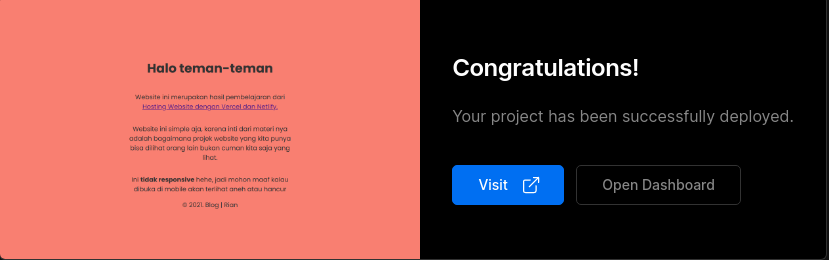 Halo teman-teman
Website ini merupakan hasil pembelajaran dari
Hosting Website dengan Vercel dan Netlify.
Website ini simple aja, karena inti dari materi nya
adalah bagaimana projek website yang kita punya
bisa dilihat orang lain bukan cuman kita saja yang
lihat.
Ini tidak responsive hehe, jadi mohon maaf kalau
dibuka di mobile akan terlihat aneh atau hancur
© 2021. Blog | Rian
Congratulations!
Your project has been successfully deployed.
Visit
Open Dashboard